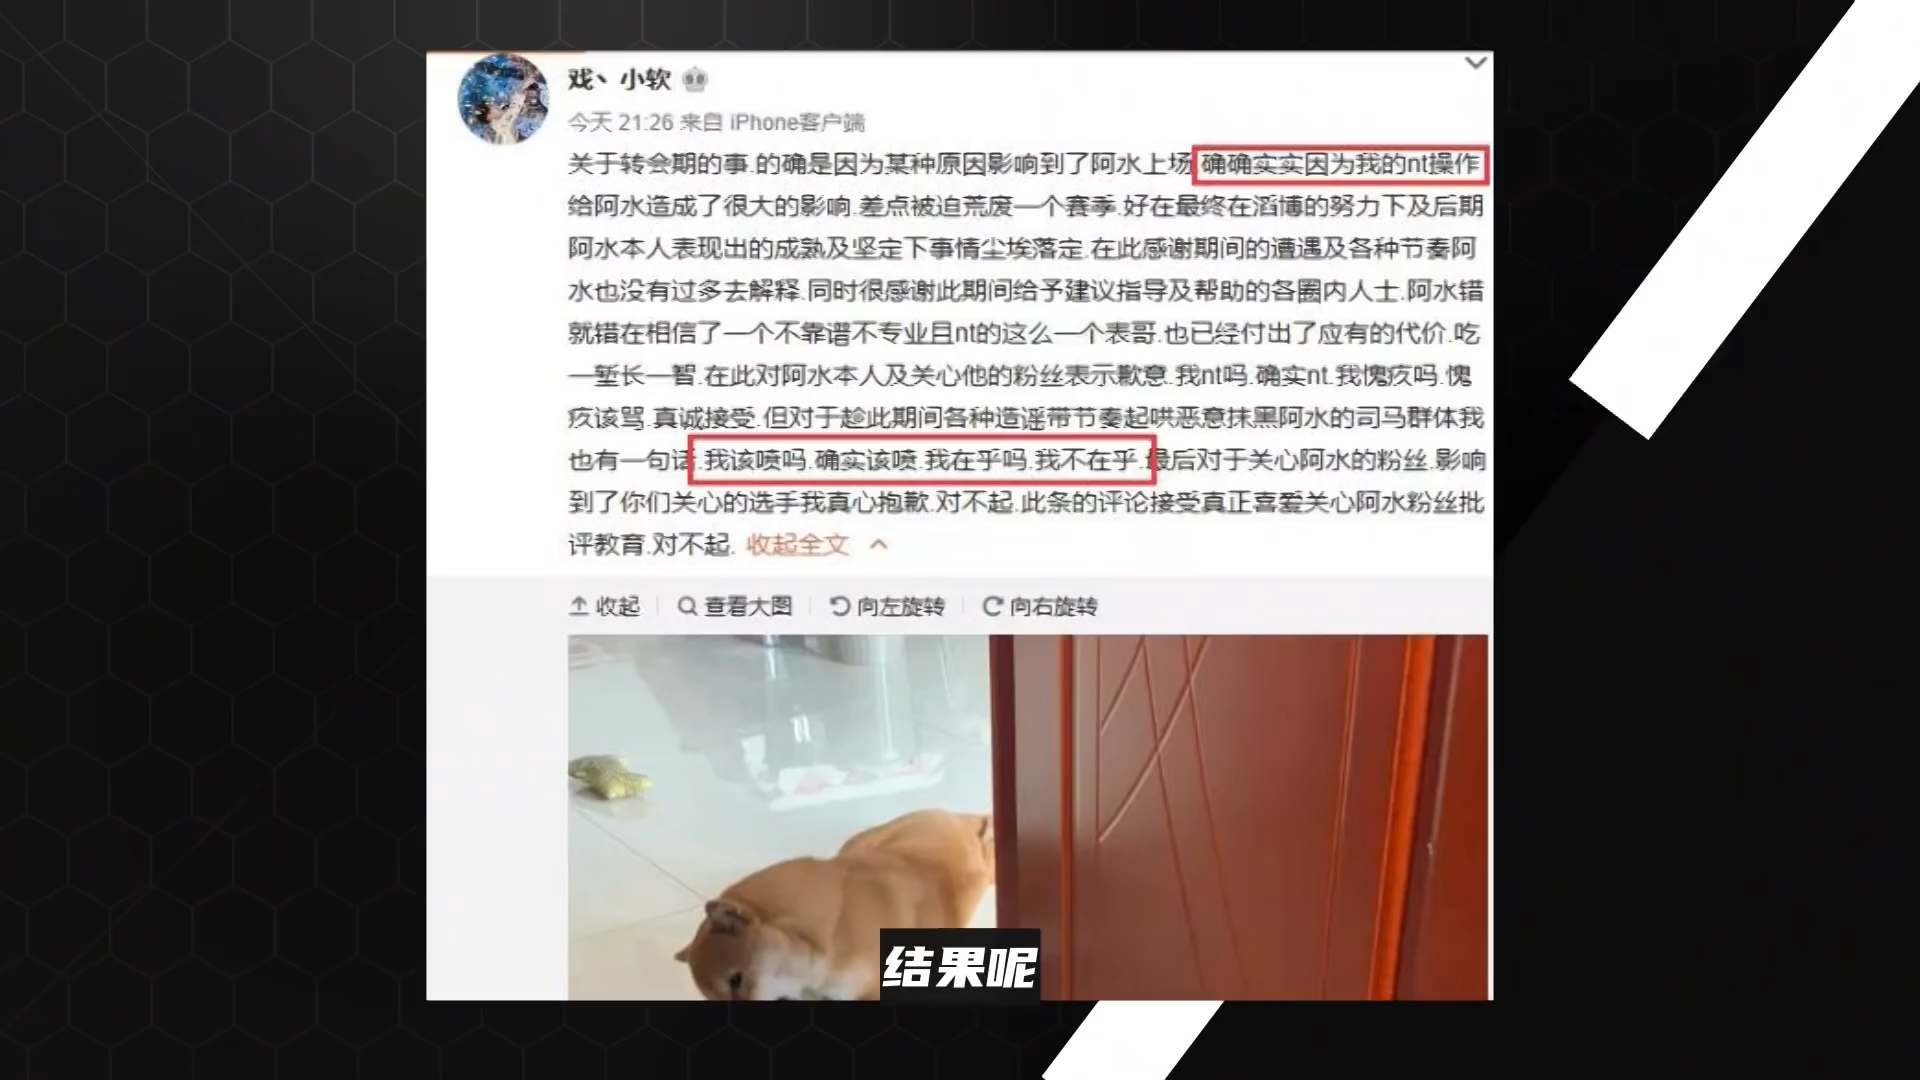 戏丶小软
今天 21:26 来自 iPhone客户端
关于转会期的事.的确是因为某种原因影响到了阿水上场.确确实实因为我的nt操作
给阿水造成了很大的影响.差点被迫荒废一个赛季.好在最终在滔博的努力下及后期
阿水本人表现出的成熟及坚定下事情尘埃落定.在此感谢期间的遭遇及各种节奏阿
水也没有过多去解释.同时很感谢此期间给予建议指导及帮助的各圈内人士.阿水错
就错在相信了一个不靠谱不专业且nt的这么一个表哥.也已经付出了应有的代价.吃
一堑长一智.在此对阿水本人及关心他的粉丝表示歉意.我nt吗.确实nt.我愧疚吗.愧
疚该骂.真诚接受.但对于趁此期间各种造谣带节奏起哄恶意抹黑阿水的司马群体我
也有一句话.我该喷吗.确实该喷.我在乎吗.我不在乎.最后对于关心阿水的粉丝.影响
到了你们关心的选手我真心抱歉.对不起.此条的评论接受真正喜爱关心阿水粉丝批
评教育.对不起. 收起全文
收起 查看大图 向左旋转 向右旋转
结果呢